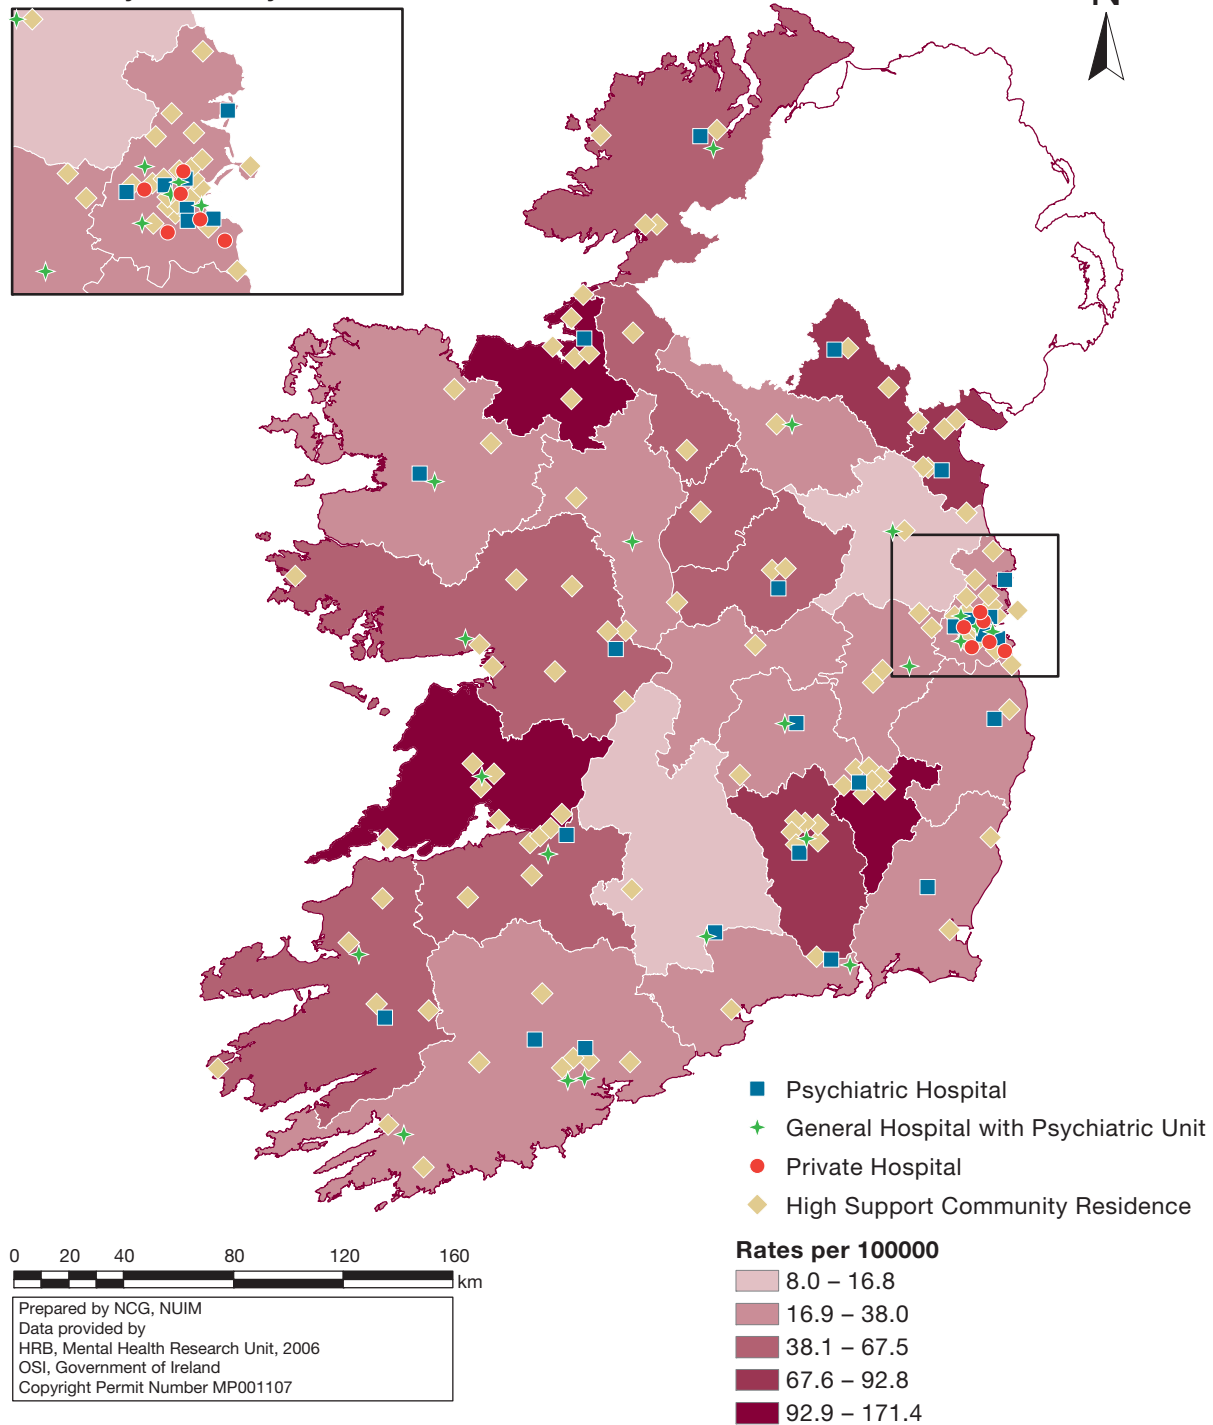 N
Psychiatric Hospital
General Hospital with Psychiatric Unit
Private Hospital
High Support Community Residence
0 20 40 80 120 160
km
Rates per 100000
8.0 – 16.8
16.9 – 38.0
38.1 – 67.5
67.6 – 92.8
92.9 – 171.4
Prepared by NCG, NUIM
Data provided by
HRB, Mental Health Research Unit, 2006
OSI, Government of Ireland
Copyright Permit Number MP001107